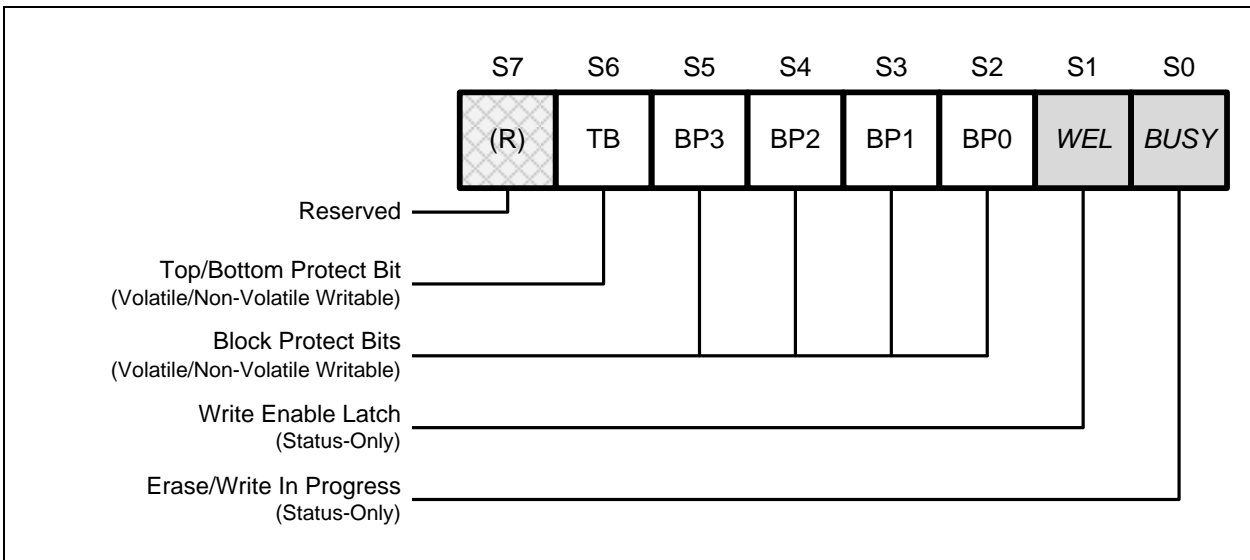 S7 S6 S5 S4 S3 S2 S1 S0
(R) TB BP3 BP2 BP1 BP0 WEL BUSY
Reserved
Top/Bottom Protect Bit
(Volatile/Non-Volatile Writable)
Block Protect Bits
(Volatile/Non-Volatile Writable)
Write Enable Latch
(Status-Only)
Erase/Write In Progress
(Status-Only)